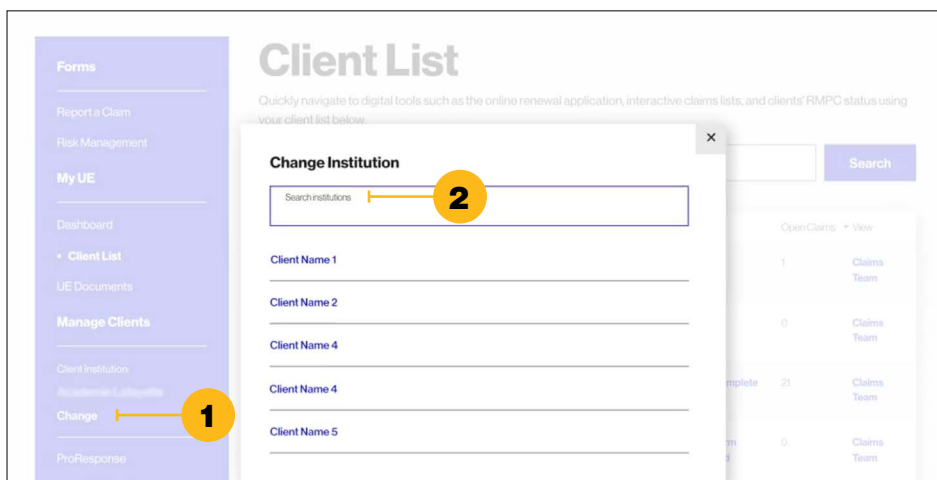 Forms
Report a Claim
Risk Management
My UE
Dashboard
• Client List
UE Documents
Manage Clients
Client Institution
Change
1
ProResponse
Client List
Quickly navigate to digital tools such as the online renewal application, interactive claims lists, and clients' RMPC status using
your client list below.
Search
×
Change Institution
Search institutions
2
Client Name 1
Client Name 2
Client Name 4
Client Name 4
Client Name 5
Open Claims View
1 Claims
Team
0 Claims
Team
mplete 21 Claims
Team
rm 0 Claims
d Team